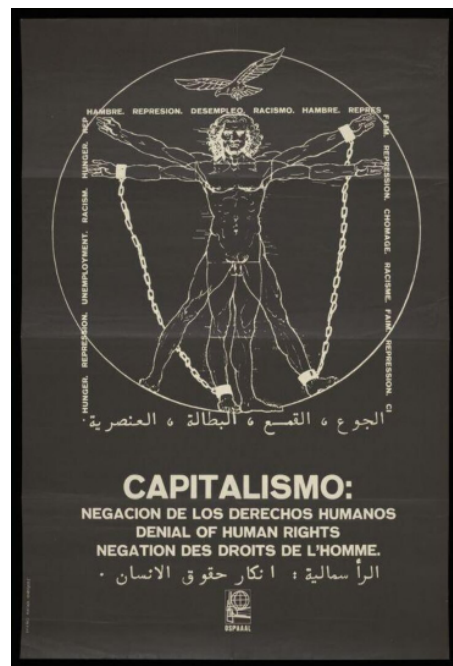 HAMBRE. REPRESION. DESEMPLEO. RACISMO. HAMBRE. REPRES
HUNGER. REPRESSION. UNEMPLOYMENT. RACISM. HUNGER. REP
FAIM. REPRESSION. CHOMAGE. RACISME. FAIM. REPRESSION.
الجوع ، القمع ، البطالة ، العنصرية ·
CAPITALISMO:
NEGACION DE LOS DERECHOS HUMANOS
DENIAL OF HUMAN RIGHTS
NEGATION DES DROITS DE L'HOMME.
الرأسمالية : انكار حقوق الانسان ·
OSPAAAL